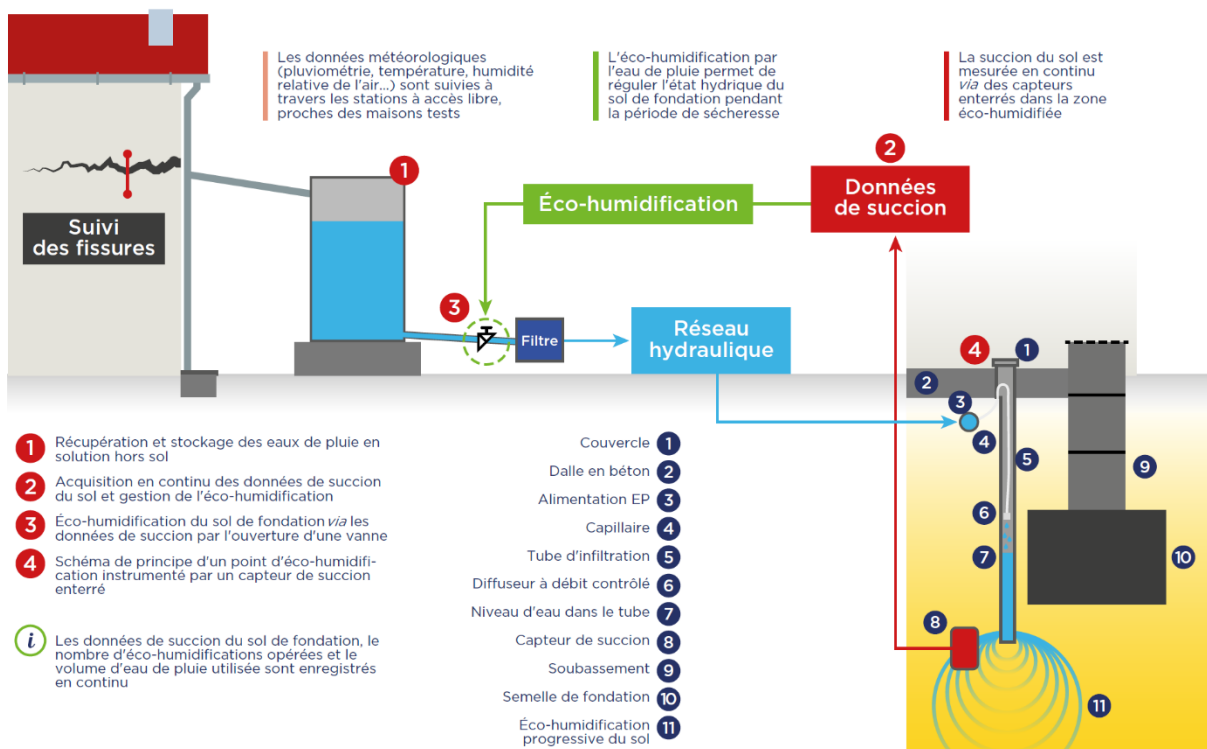 Les données météorologiques
(pluviométrie, température, humidité
relative de l'air...) sont suivies à
travers les stations à accès libre,
proches des maisons tests
L'éco-humidification par
l'eau de pluie permet de
réguler l'état hydrique du
sol de fondation pendant
la période de sécheresse
La succion du sol est
mesurée en continu
via des capteurs
enterrés dans la zone
éco-humidifiée
Suivi
des fissures
1
Éco-humidification
2
Données
de succion
3
Filtre
Réseau
hydraulique
4
1
2
3
4
5
6
7
8
9
10
11
1 Récupération et stockage des eaux de pluie en
solution hors sol
2 Acquisition en continu des données de succion
du sol et gestion de l'éco-humidification
3 Éco-humidification du sol de fondation via les
données de succion par l'ouverture d'une vanne
4 Schéma de principe d'un point d'éco-humidifi-
cation instrumenté par un capteur de succion
enterré
i Les données de succion du sol de fondation, le
nombre d'éco-humidifications opérées et le
volume d'eau de pluie utilisée sont enregistrés
en continu
Couvercle 1
Dalle en béton 2
Alimentation EP 3
Capillaire 4
Tube d'infiltration 5
Diffuseur à débit contrôlé 6
Niveau d'eau dans le tube 7
Capteur de succion 8
Soubassement 9
Semelle de fondation 10
Éco-humidification
progressive du sol 11